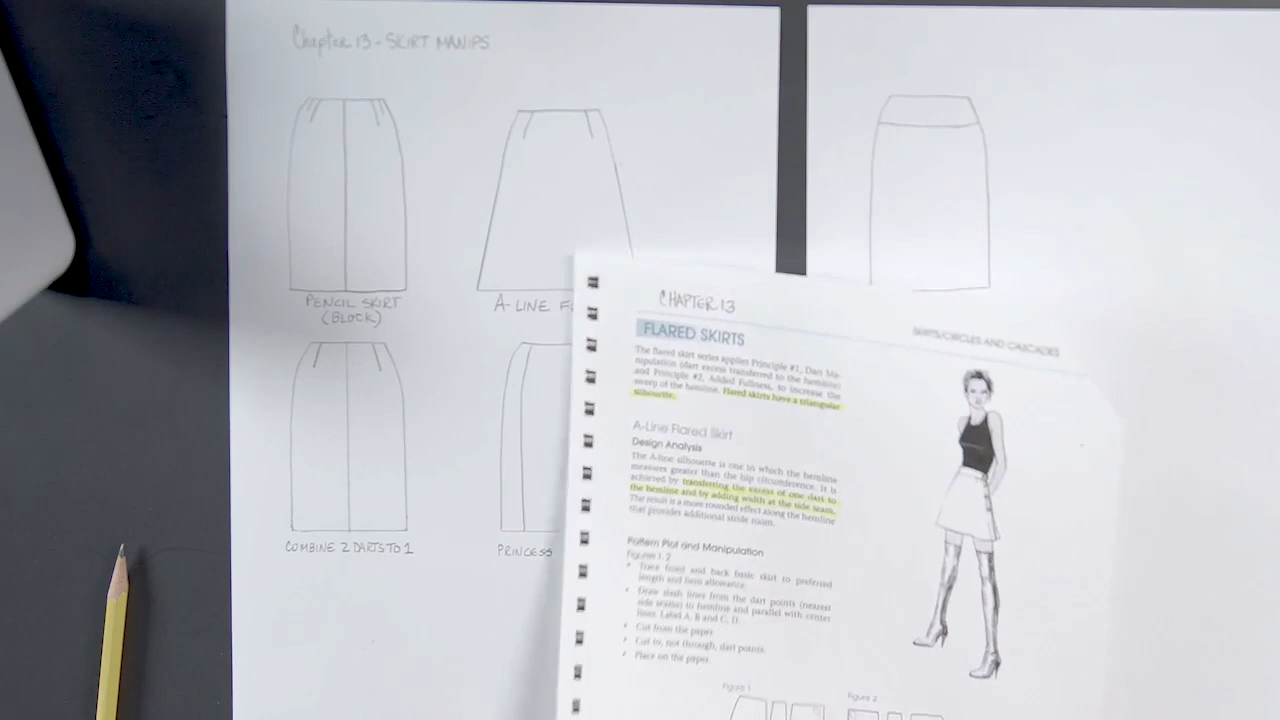 Chapter 13 - SKIRT MANIPS
PENCIL SKIRT
(BLOCK)
A-LINE
COMBINE 2 DARTS TO 1
PRINCESS
CHAPTER 13
SKIRTS/CIRCLES AND CASCADES
FLARED SKIRTS
The flared skirt series applies Principle #1, Dart Ma-
nipulation (dart excess transferred to the hemline)
and Principle #2, Added Fullness, to increase the
sweep of the hemline. Flared skirts have a triangular
silhouette.
A-Line Flared Skirt
Design Analysis
The A-line silhouette is one in which the hemline
measures greater than the hip circumference. It is
achieved by transferring the excess of one dart to
the hemline and by adding width at the side seam.
The result is a more rounded effect along the hemline
that provides additional stride room.
Pattern Plot and Manipulation
Figures 1, 2
• Trace front and back basic skirt to preferred
length and hem allowance.
• Draw slash lines from the dart points (nearest
side seams) to hemline and parallel with center
lines. Label A, B and C, D.
• Cut from the paper.
• Cut to, not through, dart points.
• Place on the paper.
Figure 1
Figure 2